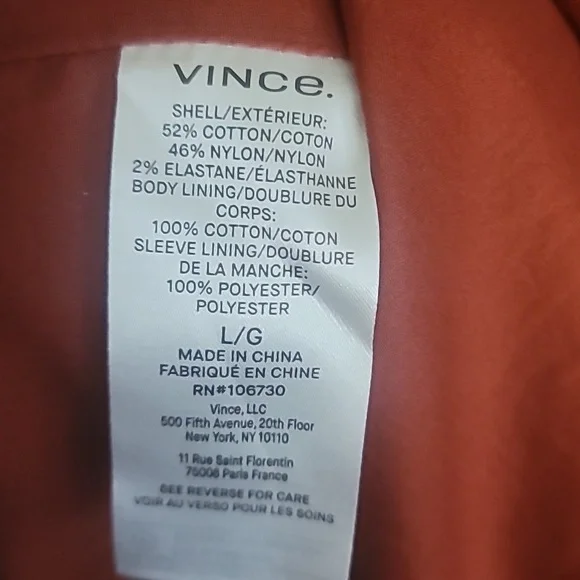 VINCe.
SHELL/EXTÉRIEUR:
52% COTTON/COTON
46% NYLON/NYLON
2% ELASTANE/ÉLASTHANNE
BODY LINING/DOUBLURE DU
CORPS:
100% COTTON/COTON
SLEEVE LINING/DOUBLURE
DE LA MANCHE:
100% POLYESTER/
POLYESTER
L/G
MADE IN CHINA
FABRIQUÉ EN CHINE
RN#106730
Vince, LLC
500 Fifth Avenue, 20th Floor
New York, NY 10110
11 Rue Saint Florentin
75008 Paris France
SEE REVERSE FOR CARE
VOIR AU VERSO POUR LES SOINS